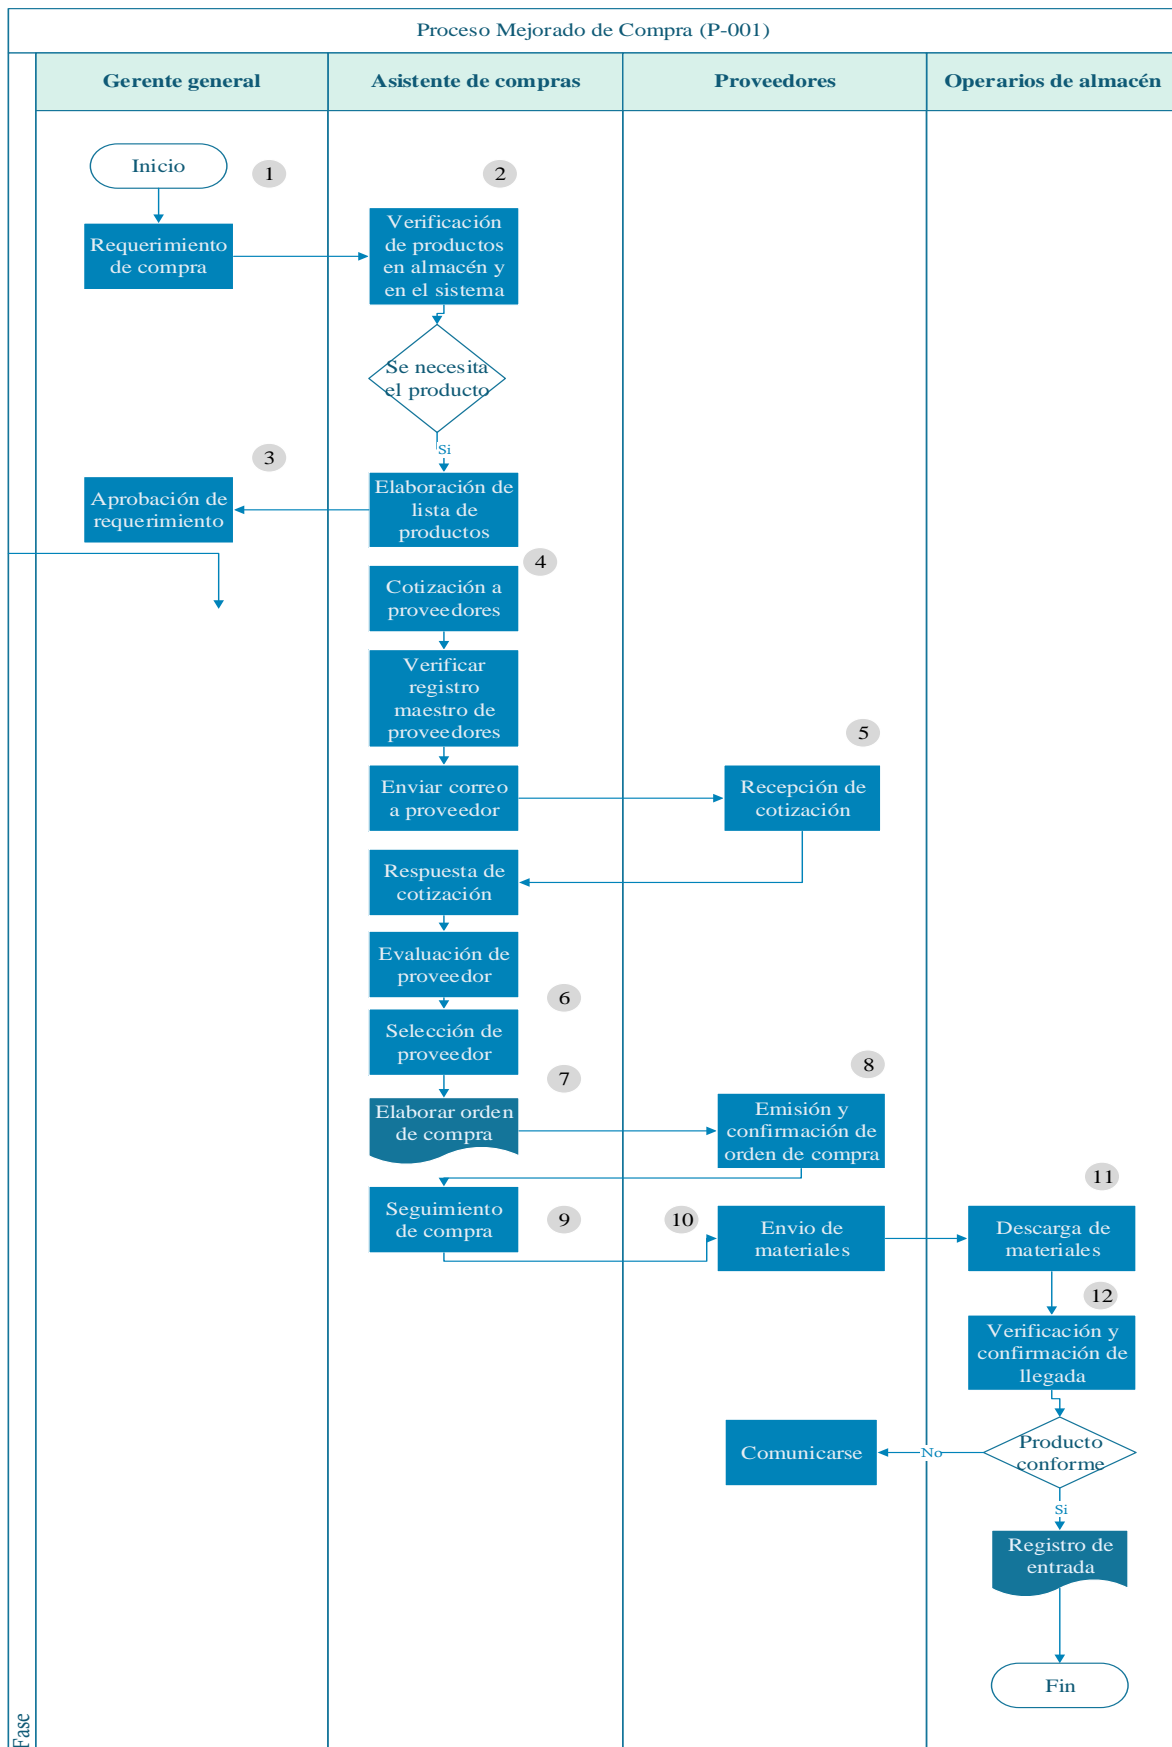 Proceso Mejorado de Compra (P-001)
Gerente general
Asistente de compras
Proveedores
Operarios de almacén
Inicio
1
2
Requerimiento
de compra
Verificación
de productos
en almacén y
en el sistema
Se necesita
el producto
Si
3
Aprobación de
requerimiento
Elaboración de
lista de
productos
4
Cotización a
proveedores
Verificar
registro
maestro de
proveedores
5
Enviar correo
a proveedor
Recepción de
cotización
Respuesta de
cotización
Evaluación de
proveedor
6
Selección de
proveedor
7
8
Elaborar orden
de compra
Emisión y
confirmación de
orden de compra
Seguimiento
de compra
9
10
Envio de
materiales
11
Descarga de
materiales
12
Verificación y
confirmación de
llegada
Producto
conforme
No
Comunicarse
Si
Registro de
entrada
Fin
Fase